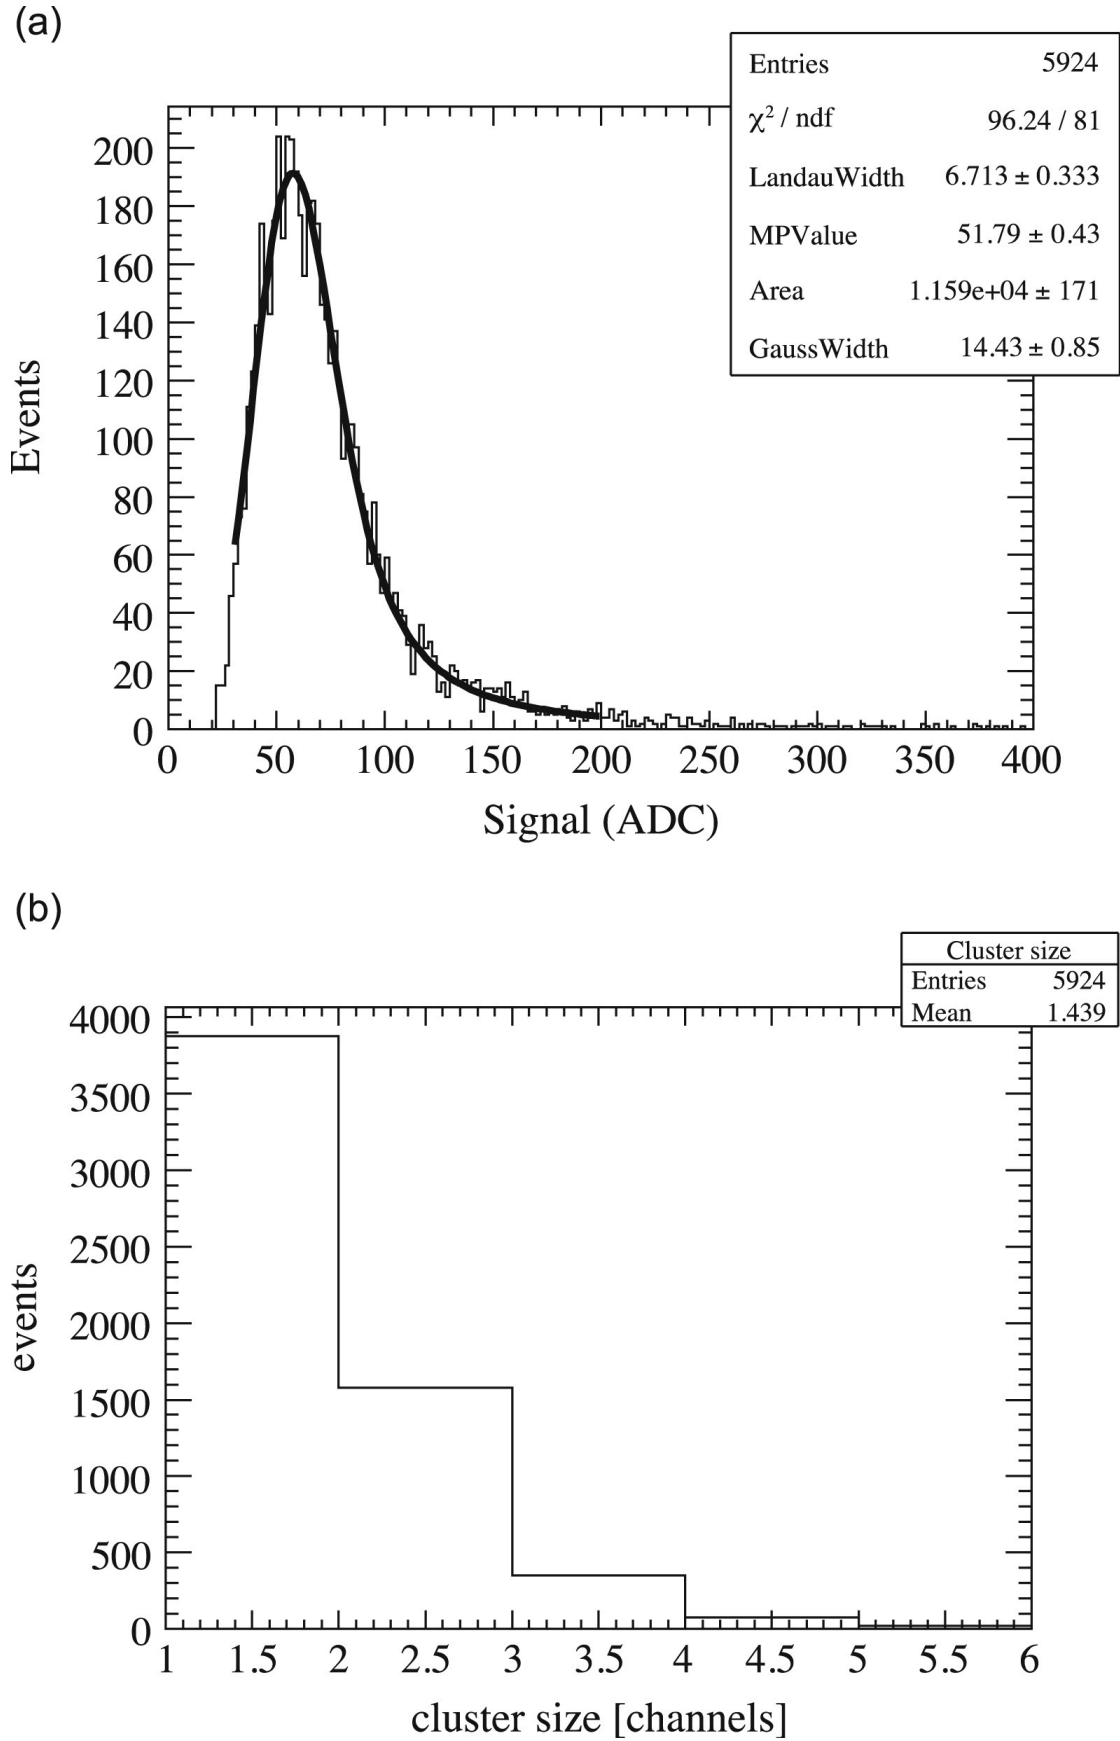 (a)
Entries 5924
χ² / ndf 96.24 / 81
LandauWidth 6.713 ± 0.333
MPValue 51.79 ± 0.43
Area 1.159e+04 ± 171
GaussWidth 14.43 ± 0.85
200
180
160
140
120
100
80
60
40
20
0
Events
0 50 100 150 200 250 300 350 400
Signal (ADC)
(b)
Cluster size
Entries 5924
Mean 1.439
4000
3500
3000
2500
2000
1500
1000
500
0
events
1 1.5 2 2.5 3 3.5 4 4.5 5 5.5 6
cluster size [channels]